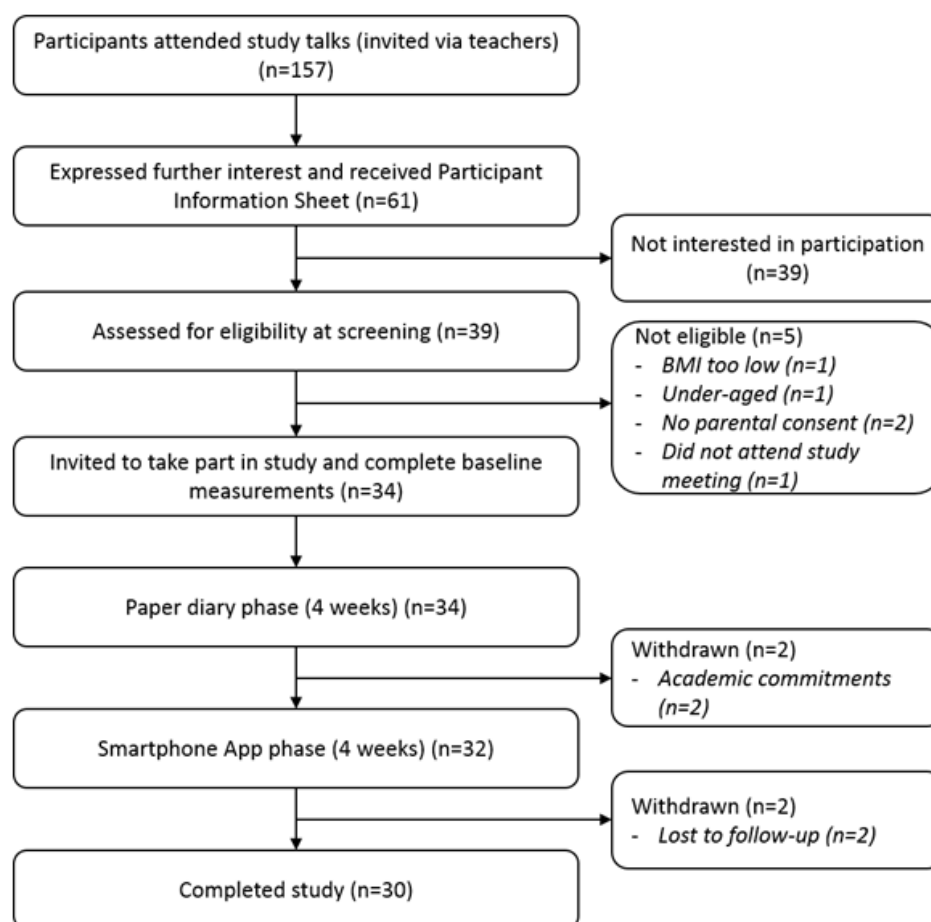 Participants attended study talks (invited via teachers)
(n=157)
Expressed further interest and received Participant
Information Sheet (n=61)
Not interested in participation
(n=39)
Assessed for eligibility at screening (n=39)
Not eligible (n=5)
- BMI too low (n=1)
- Under-aged (n=1)
- No parental consent (n=2)
- Did not attend study
meeting (n=1)
Invited to take part in study and complete baseline
measurements (n=34)
Paper diary phase (4 weeks) (n=34)
Withdrawn (n=2)
- Academic commitments
(n=2)
Smartphone App phase (4 weeks) (n=32)
Withdrawn (n=2)
- Lost to follow-up (n=2)
Completed study (n=30)